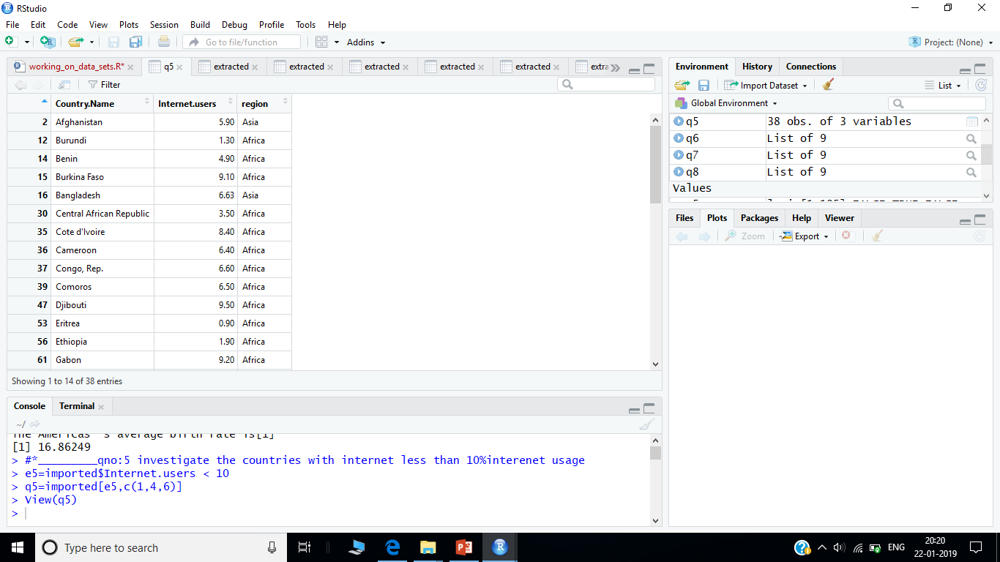 RStudio
File Edit Code View Plots Session Build Debug Profile Tools Help
Go to file/function Addins Project: (None)
working_on_data_sets.R* q5 extracted extracted extracted extracted extracted extra
Filter
Country.Name Internet.users region
2 Afghanistan 5.90 Asia
12 Burundi 1.30 Africa
14 Benin 4.90 Africa
15 Burkina Faso 9.10 Africa
16 Bangladesh 6.63 Asia
30 Central African Republic 3.50 Africa
35 Cote d'Ivoire 8.40 Africa
36 Cameroon 6.40 Africa
37 Congo, Rep. 6.60 Africa
39 Comoros 6.50 Africa
47 Djibouti 9.50 Africa
53 Eritrea 0.90 Africa
56 Ethiopia 1.90 Africa
61 Gabon 9.20 Africa
Showing 1 to 14 of 38 entries
Console Terminal
~/
The Americas 's average birth rate is[1]
[1] 16.86249
> #*_________qno:5 investigate the countries with internet less than 10%interenet usage
> e5=imported$Internet.users < 10
> q5=imported[e5,c(1,4,6)]
> View(q5)
>
Environment History Connections
Import Dataset List
Global Environment
q5 38 obs. of 3 variables
q6 List of 9
q7 List of 9
q8 List of 9
Values
Files Plots Packages Help Viewer
Zoom Export
Type here to search
ENG
20:20
22-01-2019